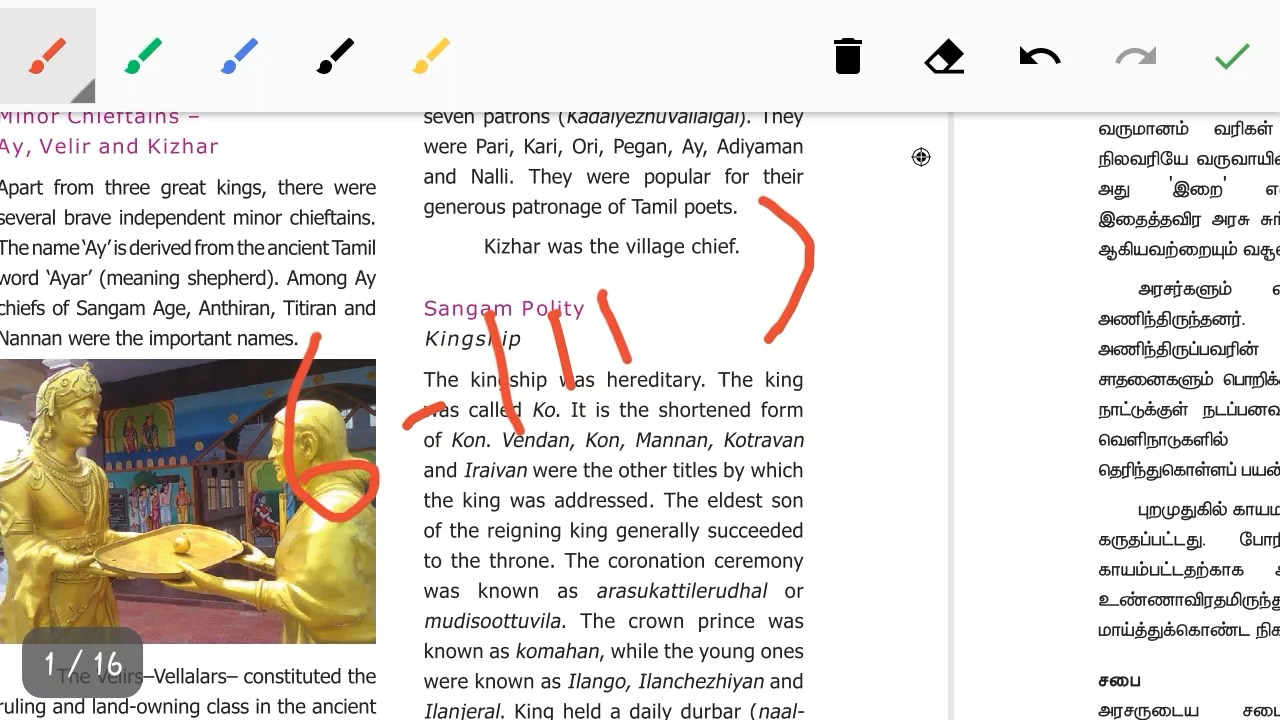 Minor Chieftains –
Ay, Velir and Kizhar
Apart from three great kings, there were
several brave independent minor chieftains.
The name ‘Ay’ is derived from the ancient Tamil
word ‘Ayar’ (meaning shepherd). Among Ay
chiefs of Sangam Age, Anthiran, Titiran and
Nannan were the important names.
1 / 16
The Velirs–Vellalars– constituted the
ruling and land-owning class in the ancient
seven patrons (Kadaiyezhuvallalgal). They
were Pari, Kari, Ori, Pegan, Ay, Adiyaman
and Nalli. They were popular for their
generous patronage of Tamil poets.
Kizhar was the village chief.
Sangam Polity
Kingship
The kingship was hereditary. The king
was called Ko. It is the shortened form
of Kon. Vendan, Kon, Mannan, Kotravan
and Iraivan were the other titles by which
the king was addressed. The eldest son
of the reigning king generally succeeded
to the throne. The coronation ceremony
was known as arasukattilerudhal or
mudisoottuvila. The crown prince was
known as komahan, while the young ones
were known as Ilango, Ilanchezhiyan and
Ilanjeral. King held a daily durbar (naal-
வருமானம் வரிகள்
நிலவரியே வருவாயி
அது 'இறை'
இதைத்தவிர அரசு சு
ஆகியவற்றையும்
அரசர்களும்
அணிந்திருந்தனர்.
அணிந்திருப்பவரின்
சாதனைகளும்
நாட்டுக்குள்
வெளிநாடுகளில்
தெரிந்துகொள்ளப்
புறமுதுகில்
கருதப்பட்டது.
காயம்பட்டதற்காக
உண்ணாவிரதமிருந்து
மாய்த்துக்கொண்ட
சபை
அரசருடைய